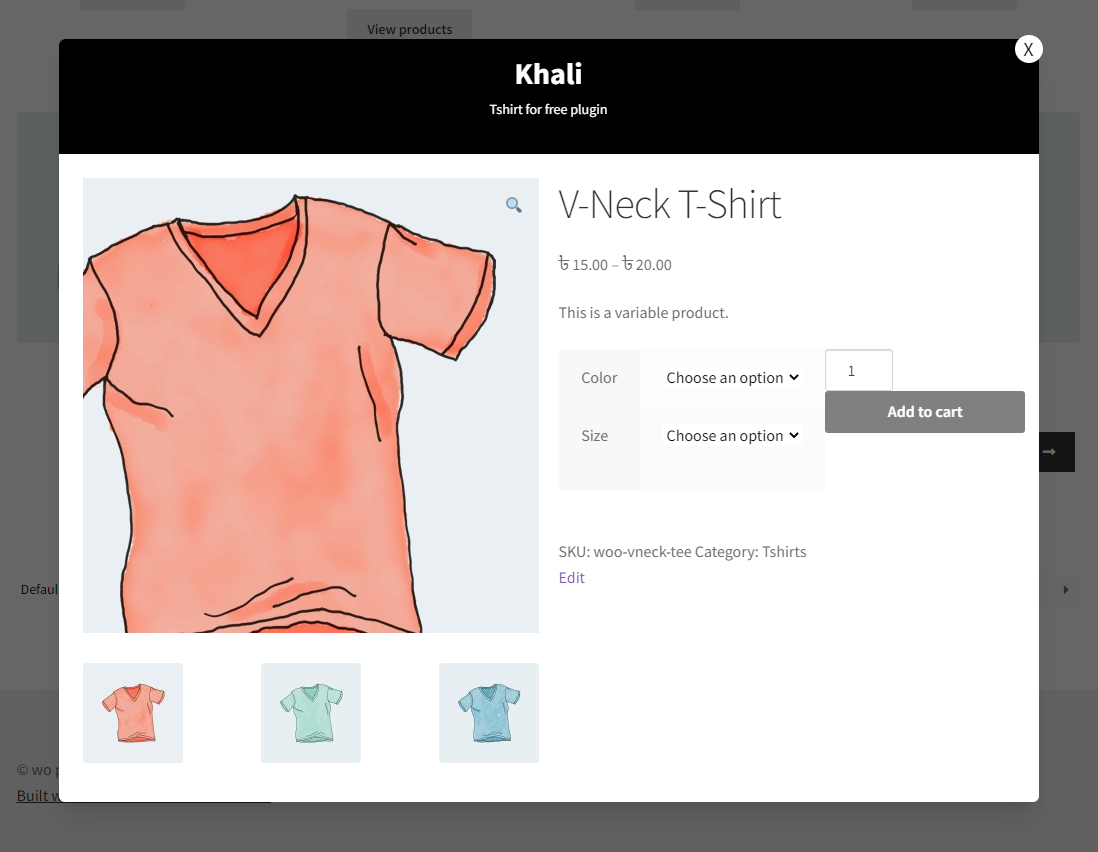 View products
X
Khali
Tshirt for free plugin
V-Neck T-Shirt
৳ 15.00 – ৳ 20.00
This is a variable product.
Color Choose an option
1
Add to cart
Size Choose an option
SKU: woo-vneck-tee Category: Tshirts
Edit
© wo
Built